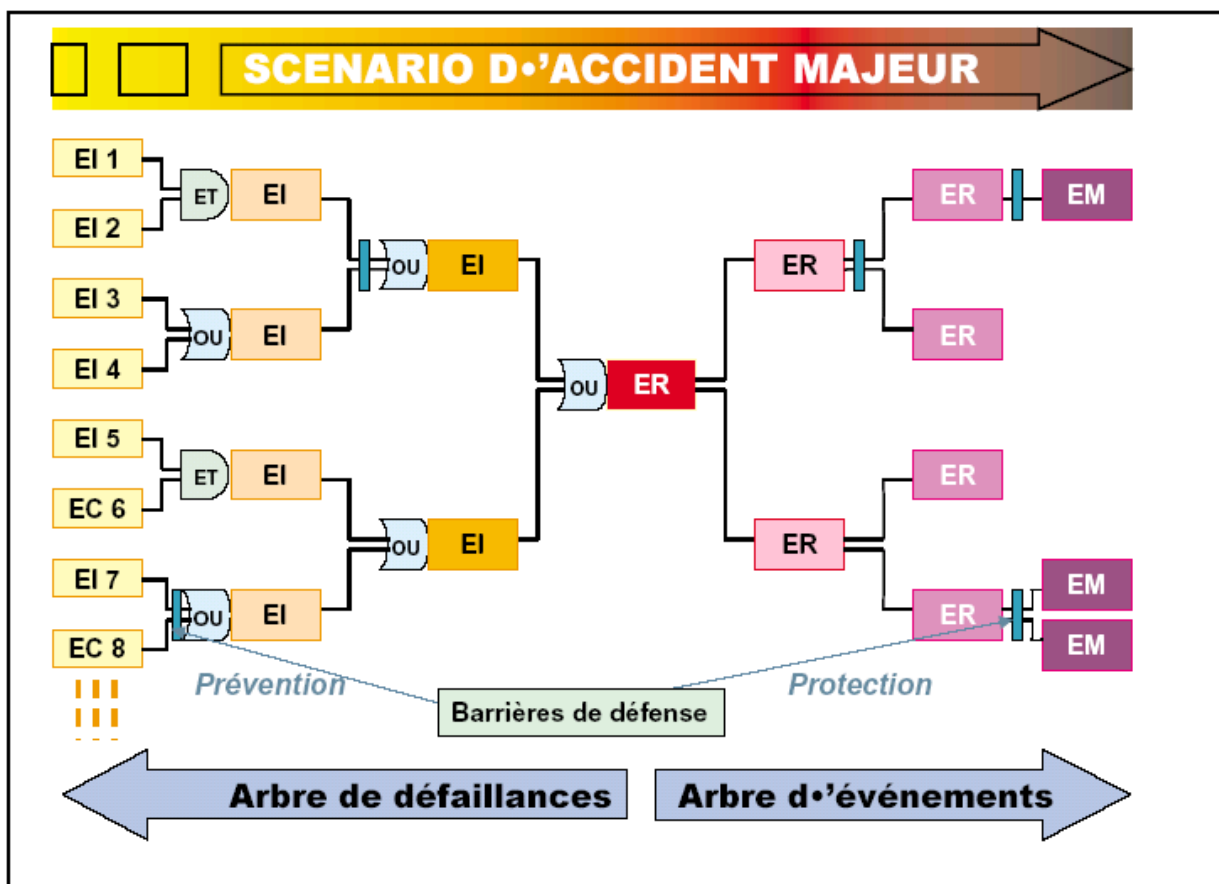 SCENARIO D•’ACCIDENT MAJEUR
EI 1
EI 2
EI 3
EI 4
EI 5
EC 6
EI 7
EC 8
ET
EI
OU
EI
ET
EI
OU
EI
OU
EI
OU
EI
OU
ER
ER
ER
ER
ER
ER
ER
EM
EM
EM
Prévention
Protection
Barrières de défense
Arbre de défaillances
Arbre d•’événements